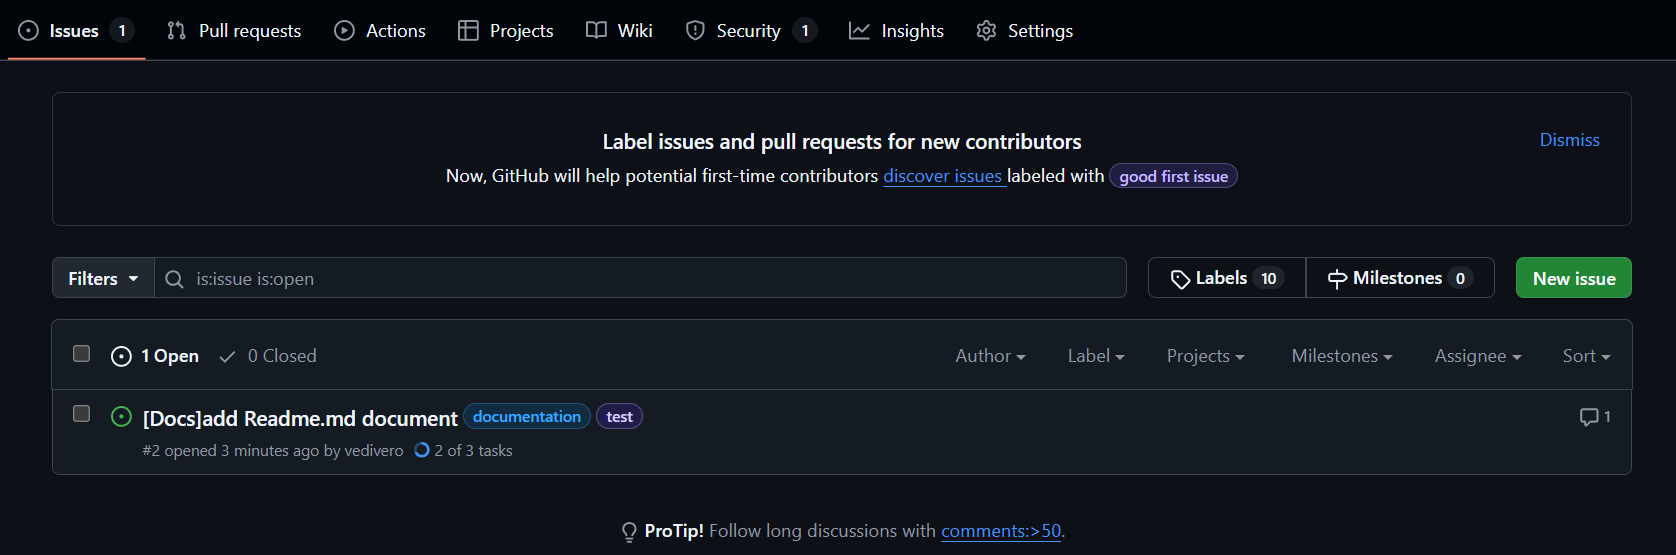 Issues 1 Pull requests Actions Projects Wiki Security 1 Insights Settings
Label issues and pull requests for new contributors
Dismiss
Now, GitHub will help potential first-time contributors discover issues labeled with good first issue
Filters is:issue is:open Labels 10 Milestones 0 New issue
1 Open 0 Closed Author Label Projects Milestones Assignee Sort
[Docs]add Readme.md document documentation test 1
#2 opened 3 minutes ago by vedivero 2 of 3 tasks
ProTip! Follow long discussions with comments:>50.